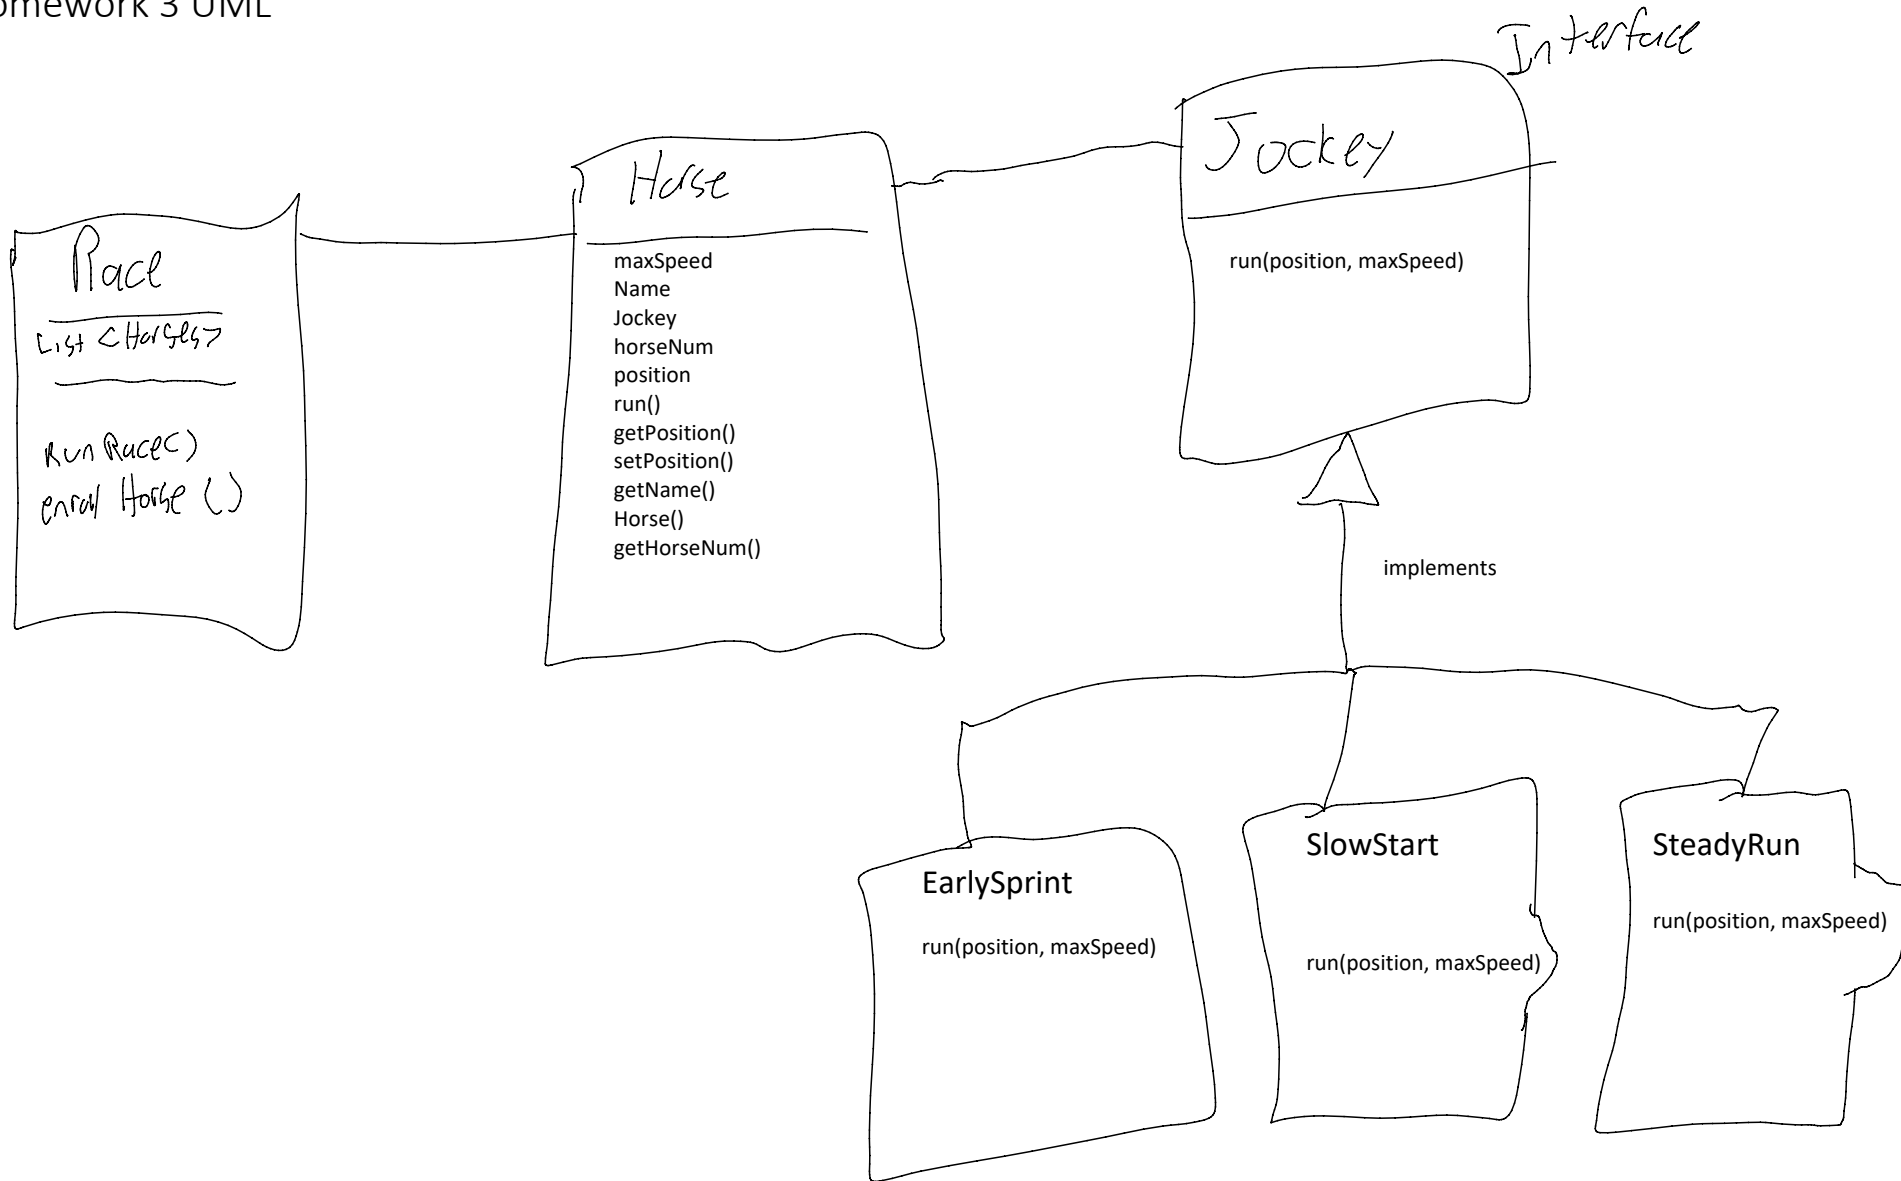 omework 3 UML
Interface
Race
List <Horses>
Run Race()
enroll Horse ()
Horse
maxSpeed
Name
Jockey
horseNum
position
run()
getPosition()
setPosition()
getName()
Horse()
getHorseNum()
Jockey
run(position, maxSpeed)
implements
EarlySprint
run(position, maxSpeed)
SlowStart
run(position, maxSpeed)
SteadyRun
run(position, maxSpeed)